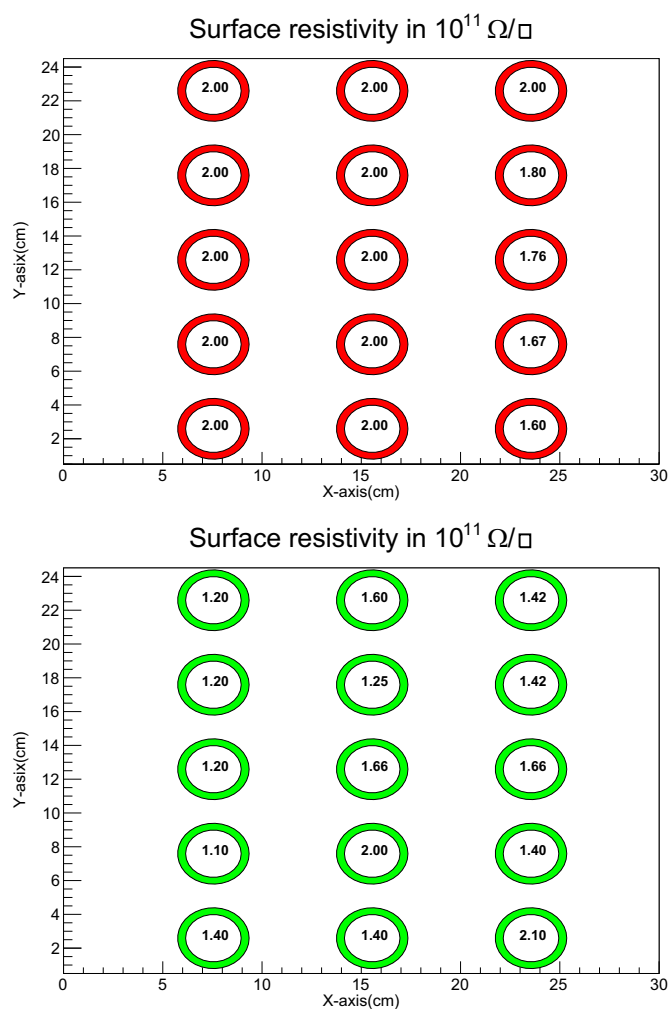 Surface resistivity in 10¹¹ Ω/□
24
2.00 2.00 2.00
22
20
18
2.00 2.00 1.80
16
14
Y-asix(cm)
12
2.00 2.00 1.76
10
8
2.00 2.00 1.67
6
4
2.00 2.00 1.60
2
0 5 10 15 20 25 30
X-axis(cm)
Surface resistivity in 10¹¹ Ω/□
24
1.20 1.60 1.42
22
20
18
1.20 1.25 1.42
16
14
Y-asix(cm)
12
1.20 1.66 1.66
10
8
1.10 2.00 1.40
6
4
1.40 1.40 2.10
2
0 5 10 15 20 25 30
X-axis(cm)